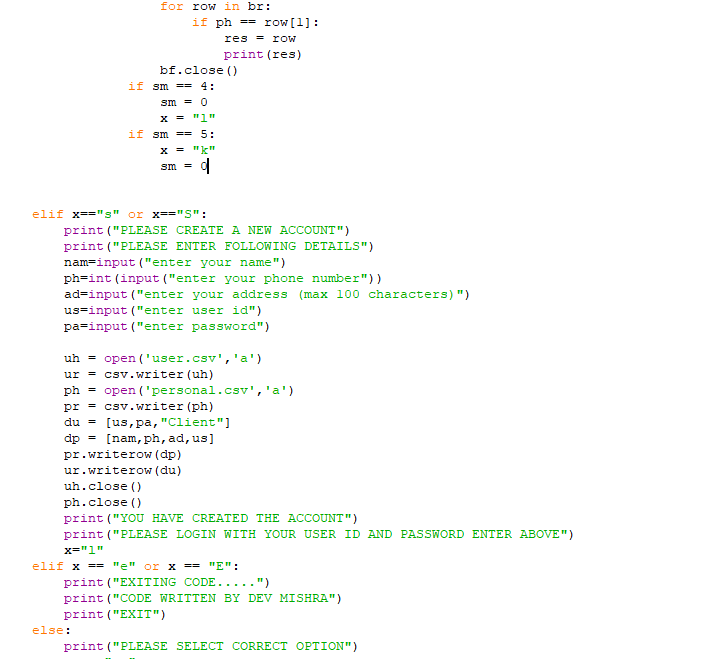 for row in br:
if ph == row[1]:
res = row
print(res)
bf.close()
if sm == 4:
sm = 0
x = "l"
if sm == 5:
x = "k"
sm = 0
elif x=="s" or x=="S":
print("PLEASE CREATE A NEW ACCOUNT")
print("PLEASE ENTER FOLLOWING DETAILS")
nam=input("enter your name")
ph=int(input("enter your phone number"))
ad=input("enter your address (max 100 characters)")
us=input("enter user id")
pa=input("enter password")
uh = open('user.csv','a')
ur = csv.writer(uh)
ph = open('personal.csv','a')
pr = csv.writer(ph)
du = [us,pa,"Client"]
dp = [nam,ph,ad,us]
pr.writerow(dp)
ur.writerow(du)
uh.close()
ph.close()
print("YOU HAVE CREATED THE ACCOUNT")
print("PLEASE LOGIN WITH YOUR USER ID AND PASSWORD ENTER ABOVE")
x="l"
elif x == "e" or x == "E":
print("EXITING CODE.....")
print("CODE WRITTEN BY DEV MISHRA")
print("EXIT")
else:
print("PLEASE SELECT CORRECT OPTION")